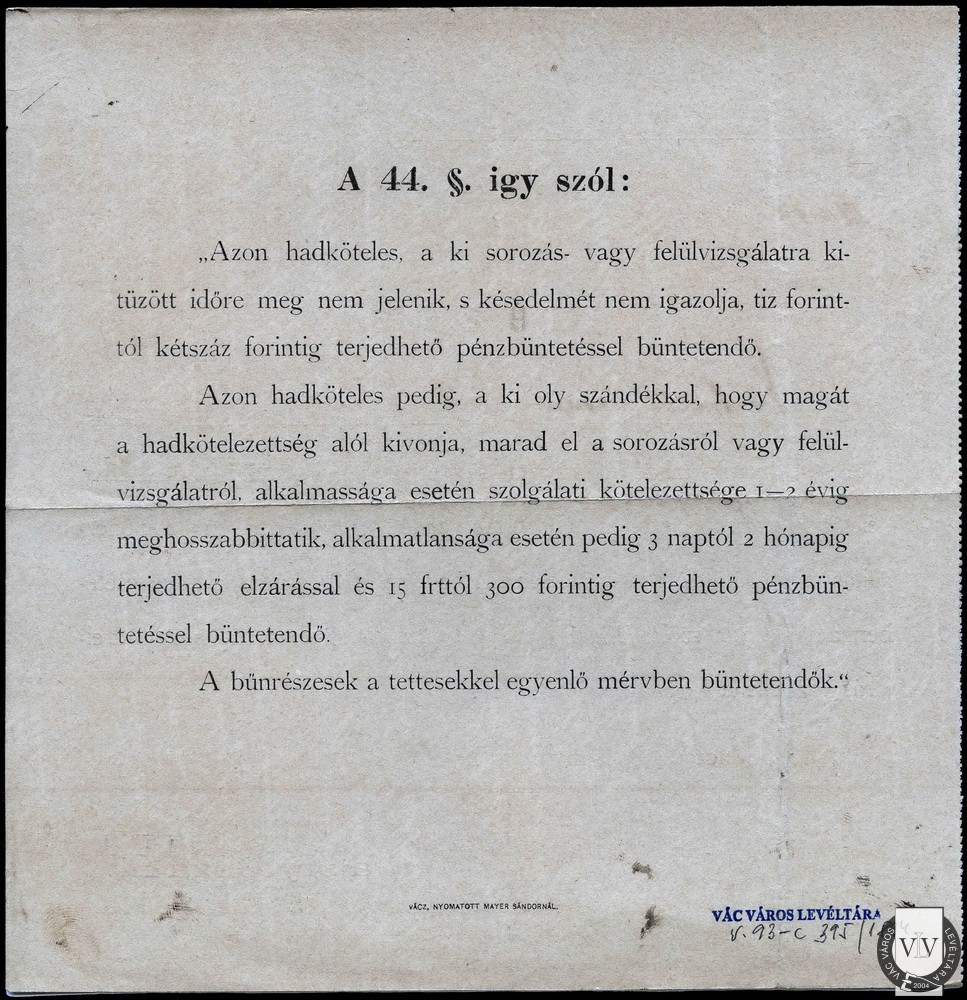 A 44. §. igy szól:
„Azon hadköteles, a ki sorozás- vagy felülvizsgálatra ki-
tüzött időre meg nem jelenik, s késedelmét nem igazolja, tiz forint-
tól kétszáz forintig terjedhető pénzbüntetéssel büntetendő.
Azon hadköteles pedig, a ki oly szándékkal, hogy magát
a hadkötelezettség alól kivonja, marad el a sorozásról vagy felül-
vizsgálatról, alkalmassága esetén szolgálati kötelezettsége 1—2 évig
meghosszabbittatik, alkalmatlansága esetén pedig 3 naptól 2 hónapig
terjedhető elzárással és 15 frttól 300 forintig terjedhető pénzbün-
tetéssel büntetendő.
A bűnrészesek a tettesekkel egyenlő mérvben büntetendők.“
VÁCZ, NYOMATOTT MAYER SÁNDORNÁL.
VÁC VÁROS LEVÉLTÁRA
V. 93-c 395/
VÁC VÁROS LEVÉLTÁRA
VLV
2004